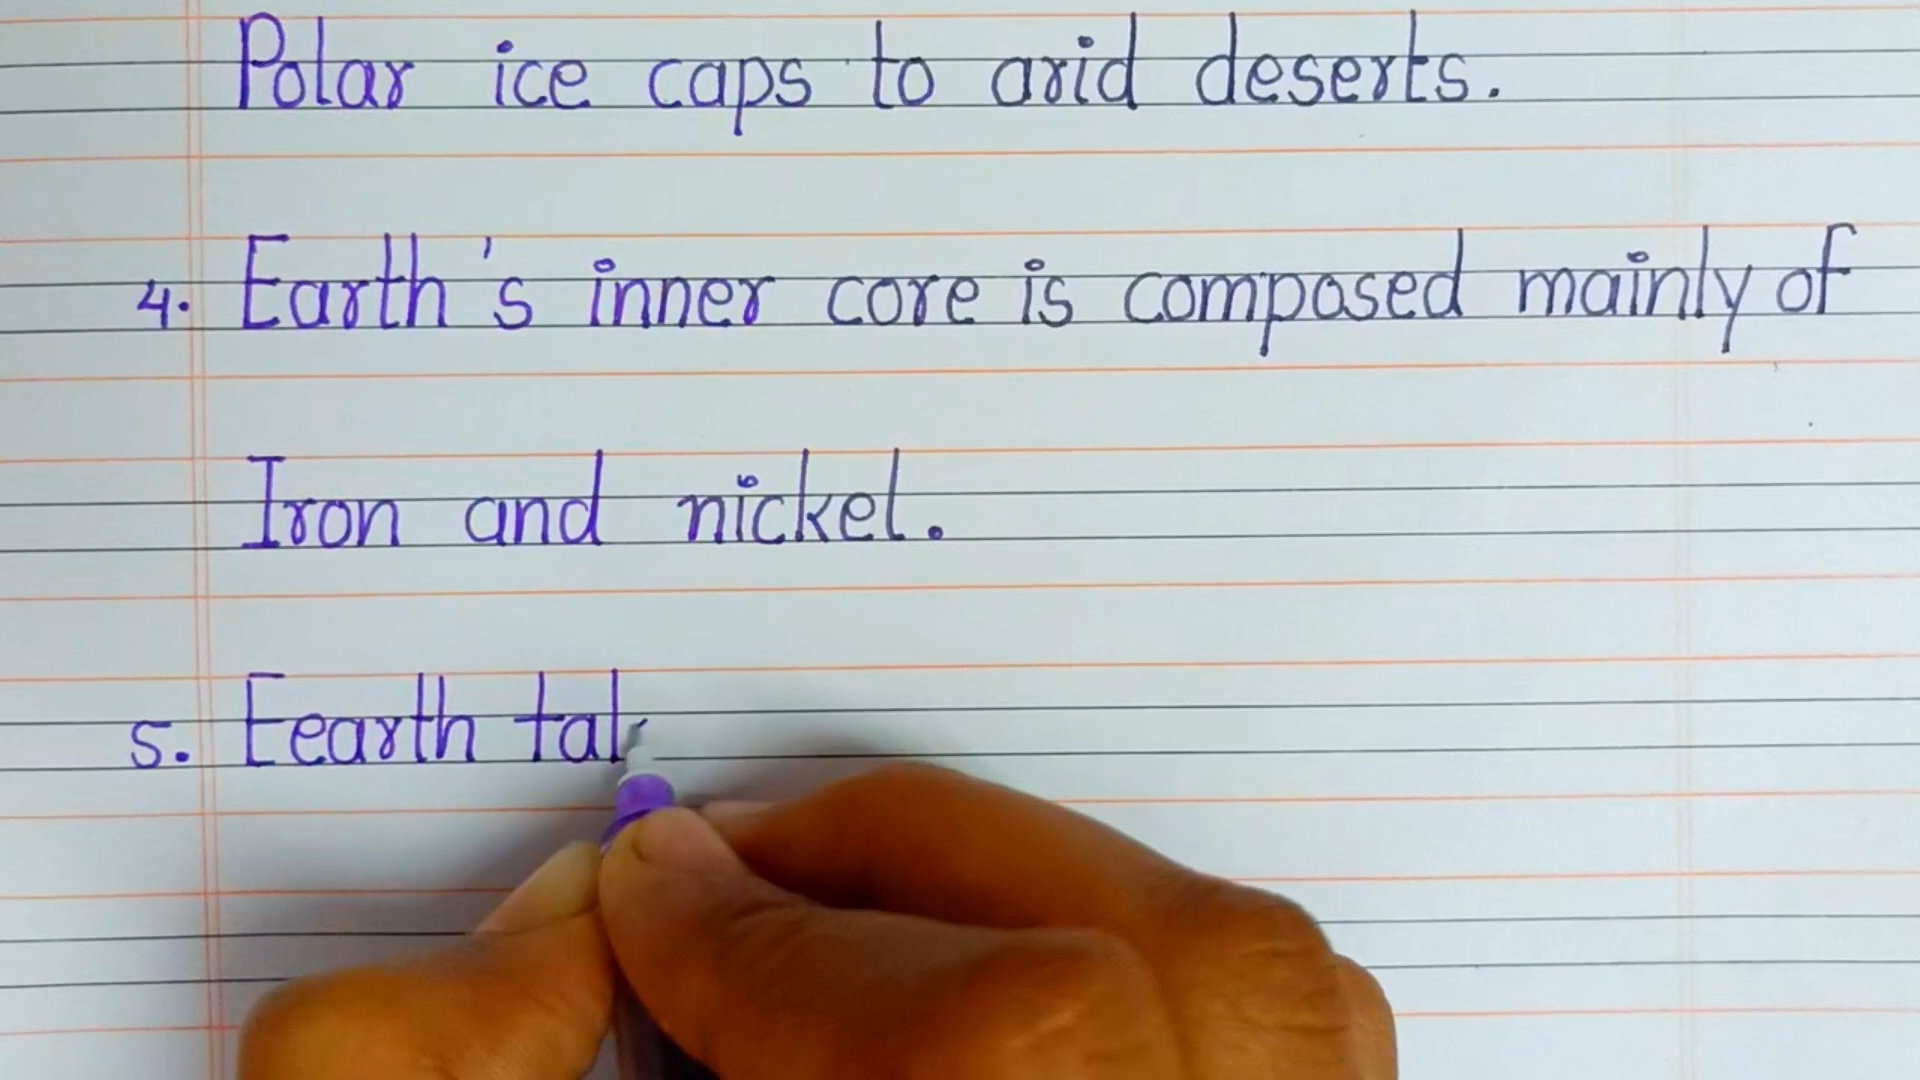 Polar ice caps to arid deserts.
4. Earth's inner core is composed mainly of
Iron and nickel.
5. Eearth tak